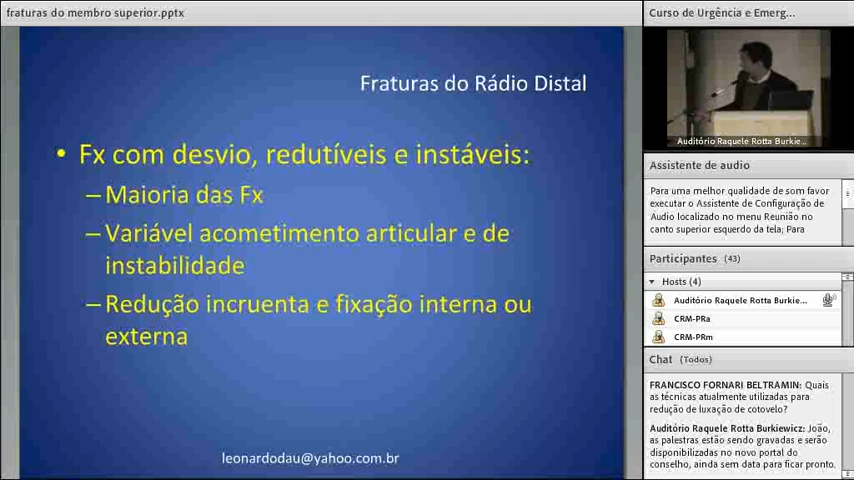 fraturas do membro superior.pptx
Fraturas do Rádio Distal
• Fx com desvio, redutíveis e instáveis:
–Maioria das Fx
–Variável acometimento articular e de
instabilidade
–Redução incruenta e fixação interna ou
externa
leonardodau@yahoo.com.br
Curso de Urgência e Emerg...
Auditório Raquele Rotta Burkie...
Assistente de audio
Para uma melhor qualidade de som favor
executar o Assistente de Configuração de
Audio localizado no menu Reunião no
canto superior esquerdo da tela; Para
Participantes (43)
Hosts (4)
Auditório Raquele Rotta Burkie...
CRM-PRa
CRM-PRm
Chat (Todos)
FRANCISCO FORNARI BELTRAMIN: Quais
as técnicas atualmente utilizadas para
redução de luxação de cotovelo?
Auditório Raquele Rotta Burkiewicz: João,
as palestras estão sendo gravadas e serão
disponibilizadas no novo portal do
conselho, ainda sem data para ficar pronto.